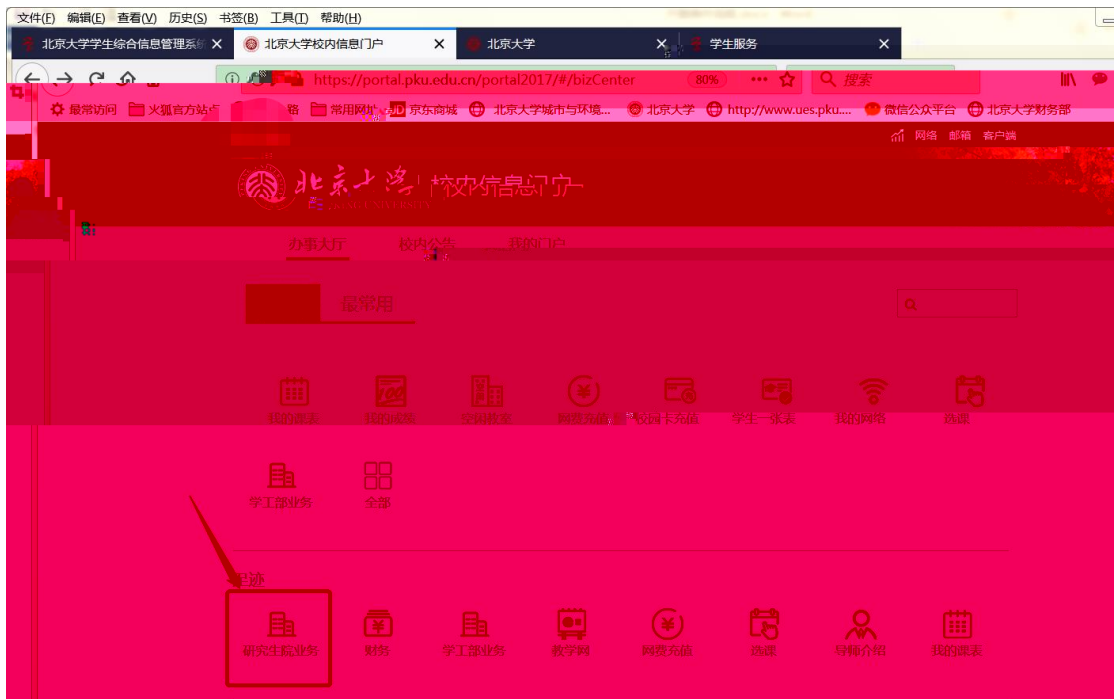 文件(F) 编辑(E) 查看(V) 历史(S) 书签(B) 工具(T) 帮助(H)
北京大学学生综合信息管理系统 北京大学校内信息门户 北京大学 学生服务
https://portal.pku.edu.cn/portal2017/#/bizCenter 80% 搜索
最常访问 火狐官方站点 常用网址 JD 京东商城 北京大学城市与环境... 北京大学 http://www.ues.pku.... 微信公众平台 北京大学财务部
网络 邮箱 客户端
北京大学 校内信息门户
办事大厅 校内公告 我的门户
最常用
我的课表 我的成绩 空闲教室 网费充值 校园卡充值 学生一张表 我的网络 选课
学工部业务 全部
足迹
研究生院业务 财务 学工部业务 教学网 网费充值 选课 导师介绍 我的课表